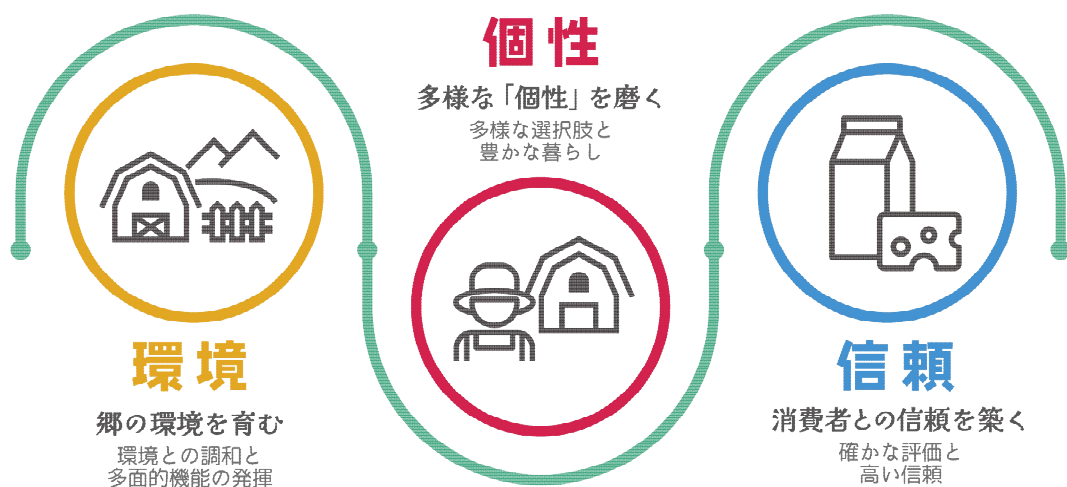 環境
郷の環境を育む
環境との調和と
多面的機能の発揮
個性
多様な「個性」を磨く
多様な選択肢と
豊かな暮らし
信頼
消費者との信頼を築く
確かな評価と
高い信頼